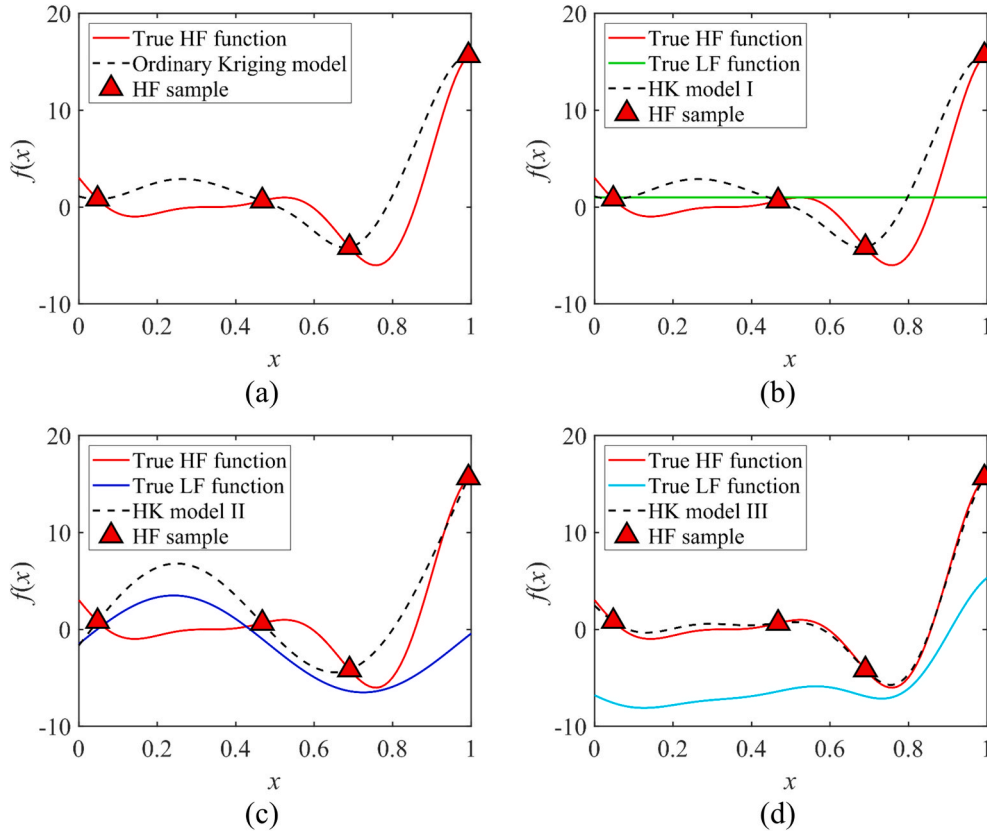 20
10
0
-10
f(x)
True HF function
Ordinary Kriging model
HF sample
0 0.2 0.4 0.6 0.8 1
x
(a)
20
10
0
-10
f(x)
True HF function
True LF function
HK model I
HF sample
0 0.2 0.4 0.6 0.8 1
x
(b)
20
10
0
-10
f(x)
True HF function
True LF function
HK model II
HF sample
0 0.2 0.4 0.6 0.8 1
x
(c)
20
10
0
-10
f(x)
True HF function
True LF function
HK model III
HF sample
0 0.2 0.4 0.6 0.8 1
x
(d)